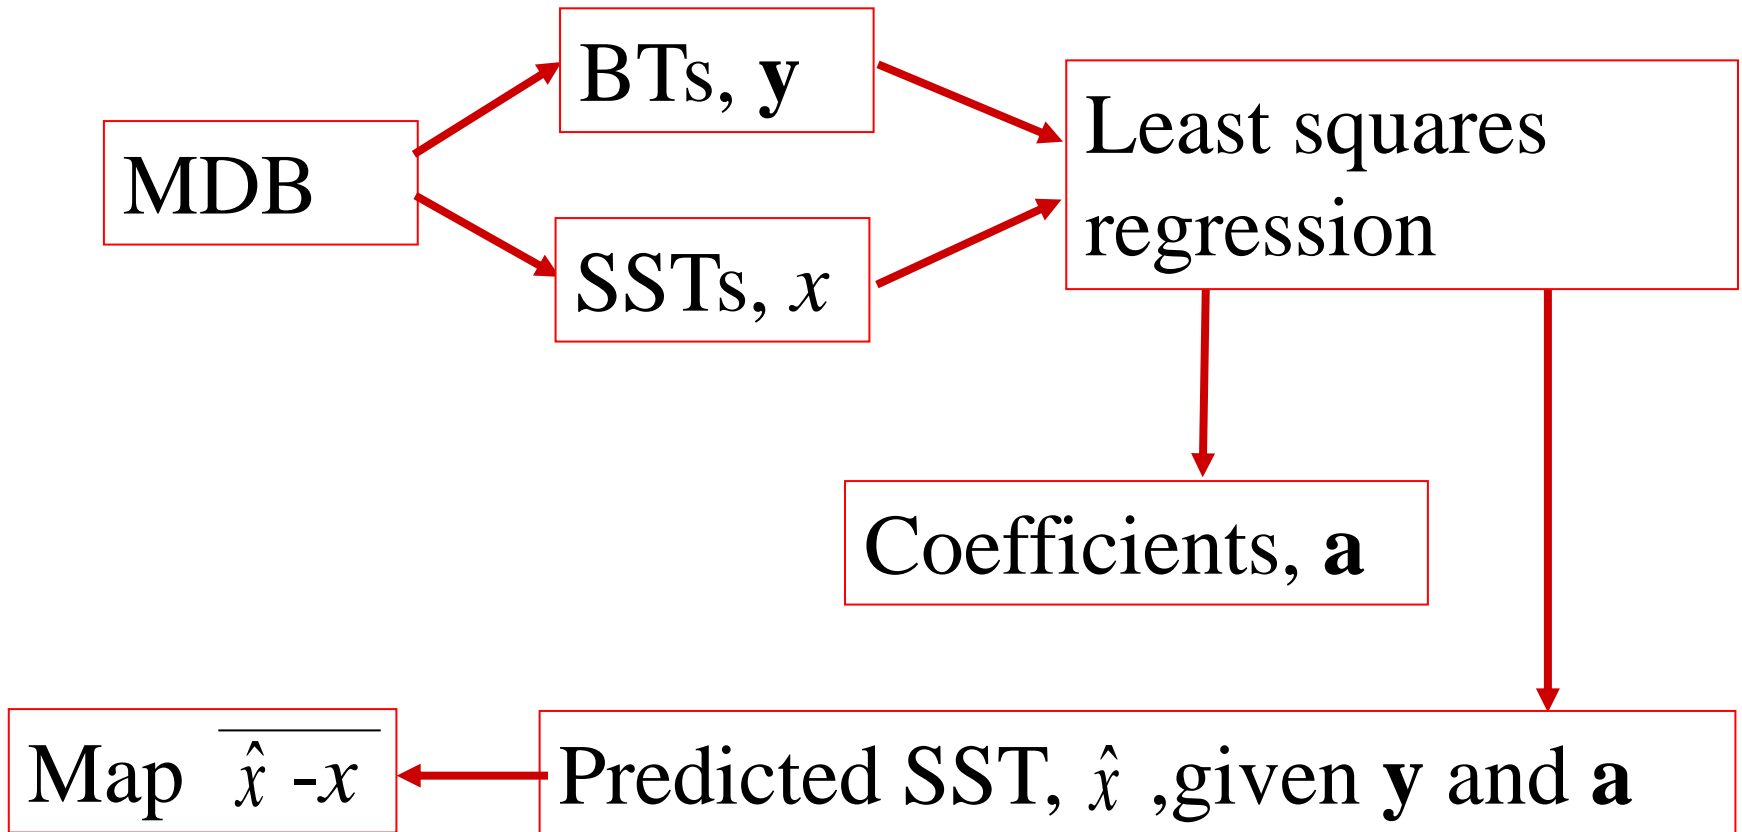 BTs, y
MDB
SSTs, x
Least squares
regression
Coefficients, a
Predicted SST, x̂ ,given y and a
Map x̂ -x